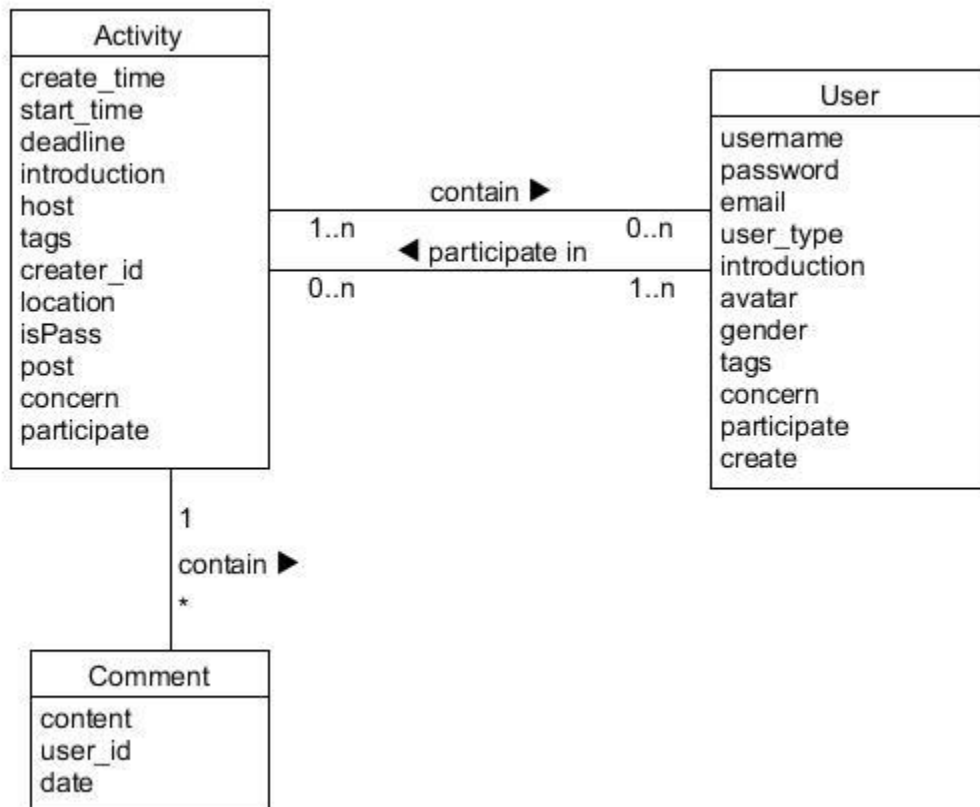 Activity
create_time
start_time
deadline
introduction
host
tags
creater_id
location
isPass
post
concern
participate
contain ▶
1..n
0..n
◀ participate in
0..n
1..n
User
username
password
email
user_type
introduction
avatar
gender
tags
concern
participate
create
1
contain ▶
*
Comment
content
user_id
date